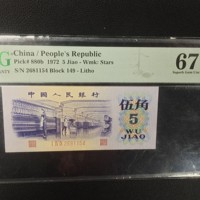 China / People's Republic
Pick# 888b 1972 5 Jiao - Wmk: Stars
S/N 2681154 Block 149 - Litho
67
中国人民银行
伍角
5
WU JIAO